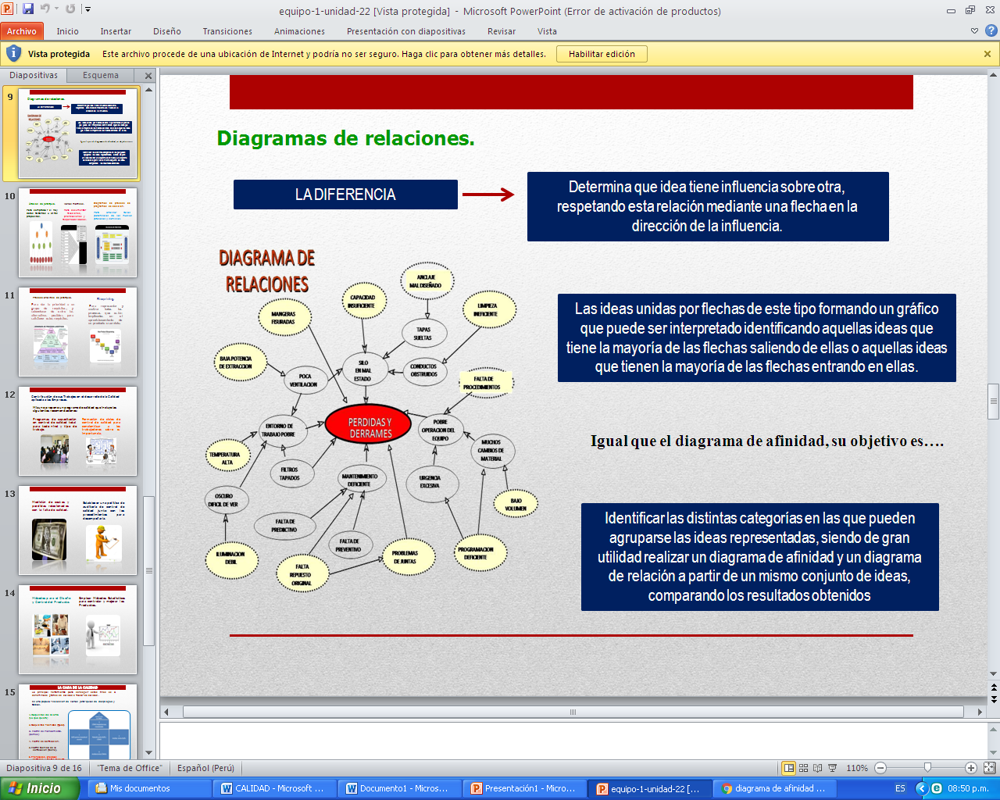 equipo-1-unidad-22 [Vista protegida] - Microsoft PowerPoint (Error de activación de productos)
Archivo Inicio Insertar Diseño Transiciones Animaciones Presentación con diapositivas Revisar Vista
Vista protegida Este archivo procede de una ubicación de Internet y podría no ser seguro. Haga clic para obtener más detalles. Habilitar edición
Diapositivas Esquema
9
10
11
12
13
14
15
LA CASA DE LA CALIDAD
Diagramas de relaciones.
LA DIFERENCIA
Determina que idea tiene influencia sobre otra,
respetando esta relación mediante una flecha en la
dirección de la influencia.
DIAGRAMA DE
RELACIONES
ANCLAJE
MAL DISEÑADO
CAPACIDAD
INSUFICIENTE
LIMPIEZA
INEFICIENTE
MANGERAS
FISURADAS
TAPAS
SUELTAS
BAJA POTENCIA
DE EXTRACCION
SILO
EN MAL
ESTADO
CONDUCTOS
OBSTRUIDOS
POCA
VENTILACION
FALTA DE
PROCEDIMIENTOS
PERDIDAS Y
DERRAMES
ENTORNO DE
TRABAJO POBRE
POBRE
OPERACION DEL
EQUIPO
MUCHOS
CAMBIOS DE
MATERIAL
TEMPERATURA
ALTA
FILTROS
TAPADOS
MANTENIMIENTO
DEFICIENTE
URGENCIA
EXCESIVA
OSCURO
DIFICIL DE VER
BAJO
VOLUMEN
FALTA DE
PREDICTIVO
FALTA DE
PREVENTIVO
ILUMINACION
DEBIL
FALTA
REPUESTO
ORIGINAL
PROBLEMAS
DE JUNTAS
PROGRAMACION
DEFICIENTE
Las ideas unidas por flechas de este tipo formando un gráfico
que puede ser interpretado identificando aquellas ideas que
tiene la mayoría de las flechas saliendo de ellas o aquellas ideas
que tienen la mayoría de las flechas entrando en ellas.
Igual que el diagrama de afinidad, su objetivo es….
Identificar las distintas categorías en las que pueden
agruparse las ideas representadas, siendo de gran
utilidad realizar un diagrama de afinidad y un diagrama
de relación a partir de un mismo conjunto de ideas,
comparando los resultados obtenidos
Diapositiva 9 de 16 "Tema de Office" Español (Perú) 110%
Inicio Mis documentos CALIDAD - Microsoft ... Documento1 - Micros... Presentación1 - Micro... equipo-1-unidad-22 [... diagrama de afinidad ... ES 08:50 p.m.